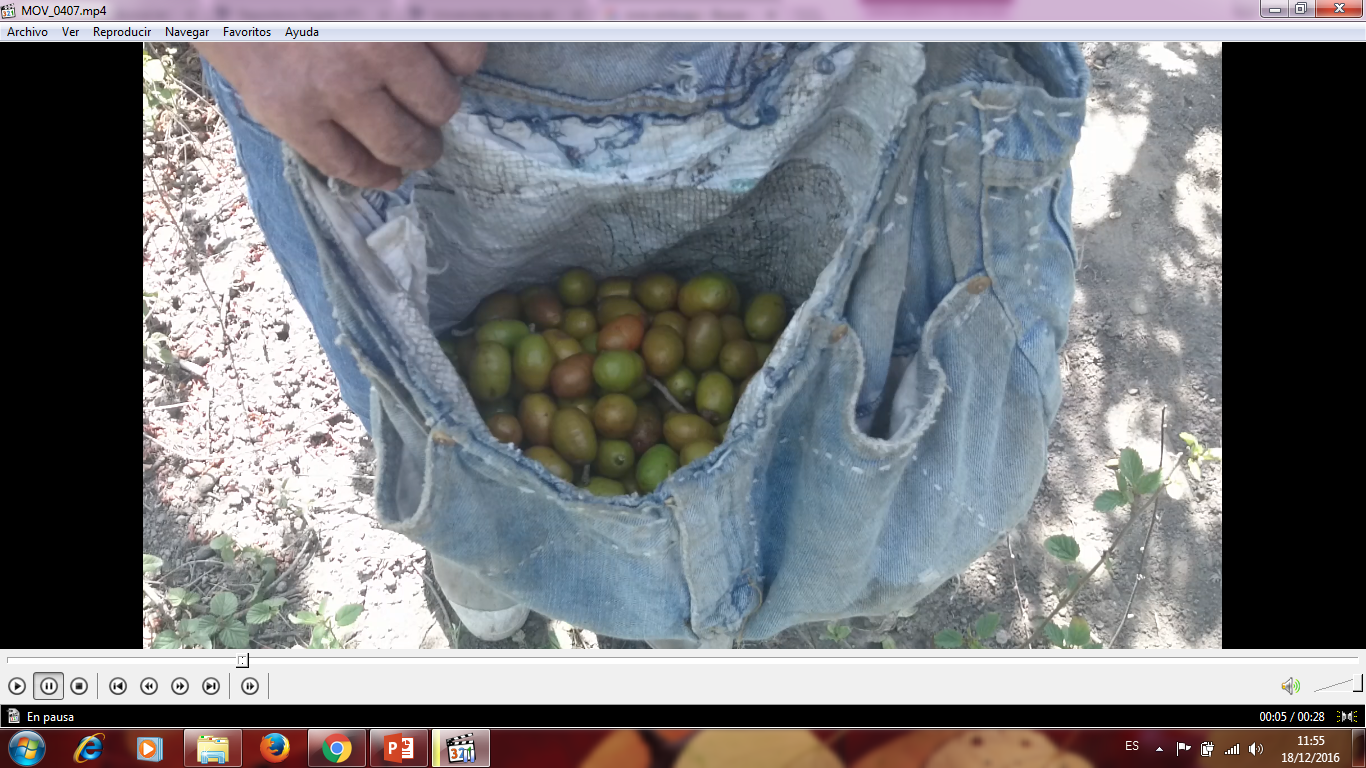 MOV_0407.mp4
Archivo Ver Reproducir Navegar Favoritos Ayuda
En pausa
00:05 / 00:28
ES
11:55
18/12/2016